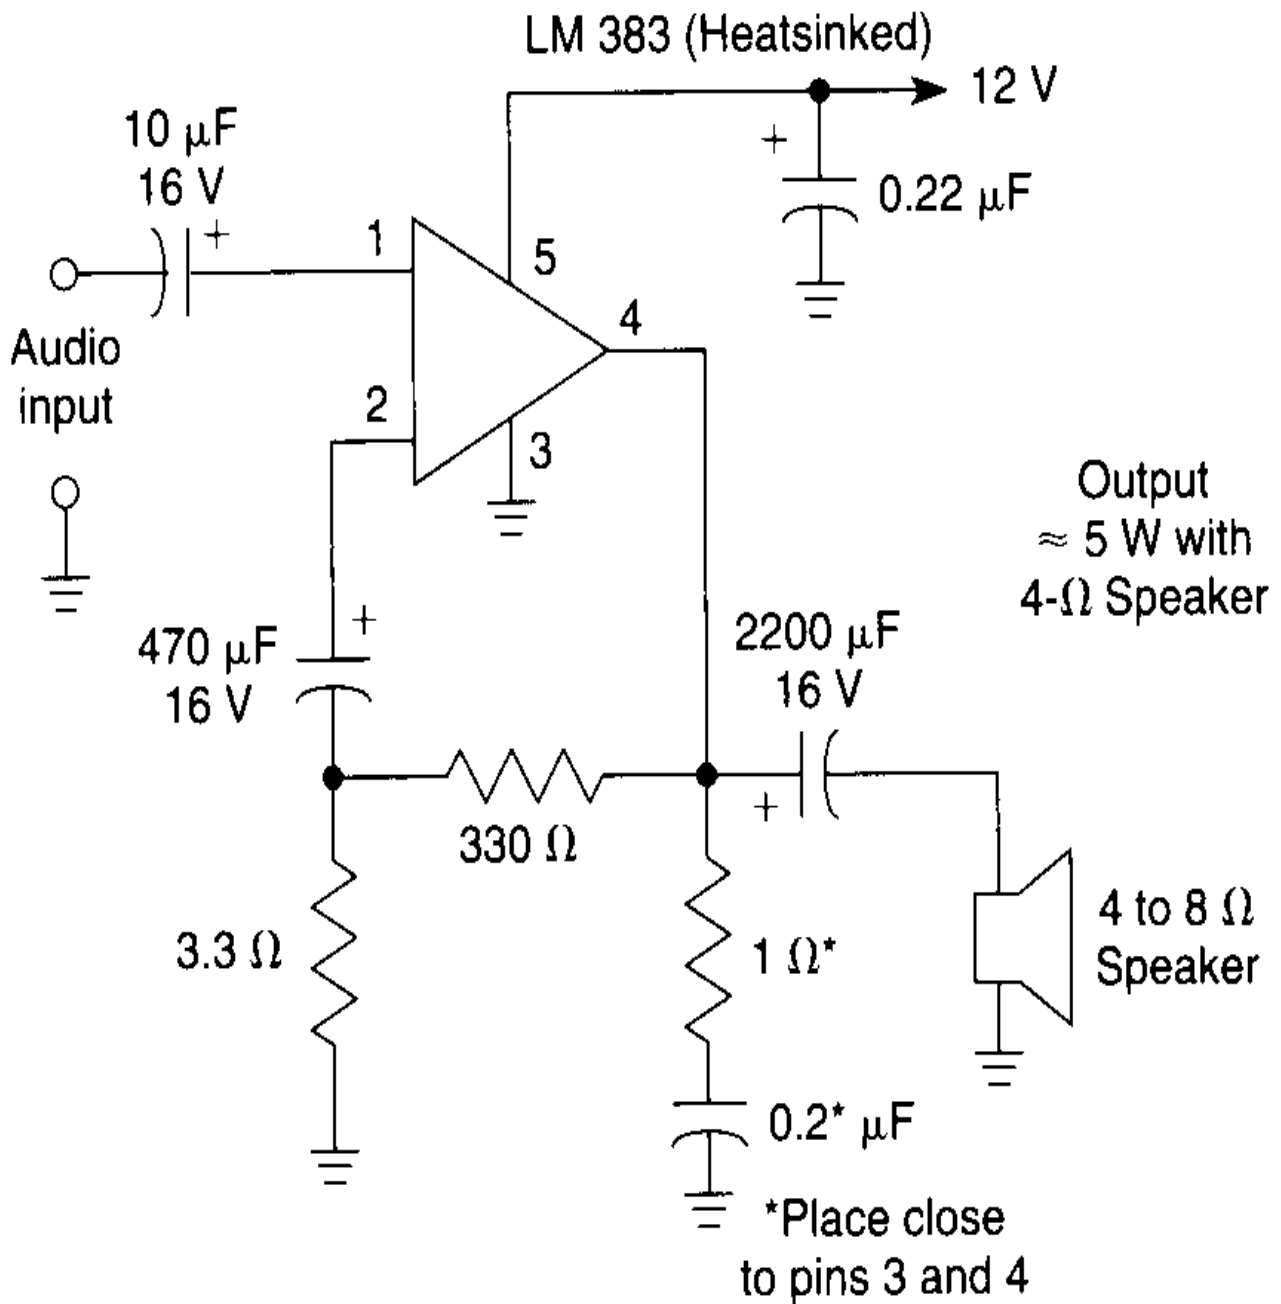 LM 383 (Heatsinked)
12 V
10 μF
16 V
+
+
0.22 μF
1
5
4
Audio
input
2
3
Output
≈ 5 W with
4-Ω Speaker
+
470 μF
16 V
2200 μF
16 V
+
330 Ω
3.3 Ω
1 Ω*
4 to 8 Ω
Speaker
0.2* μF
*Place close
to pins 3 and 4